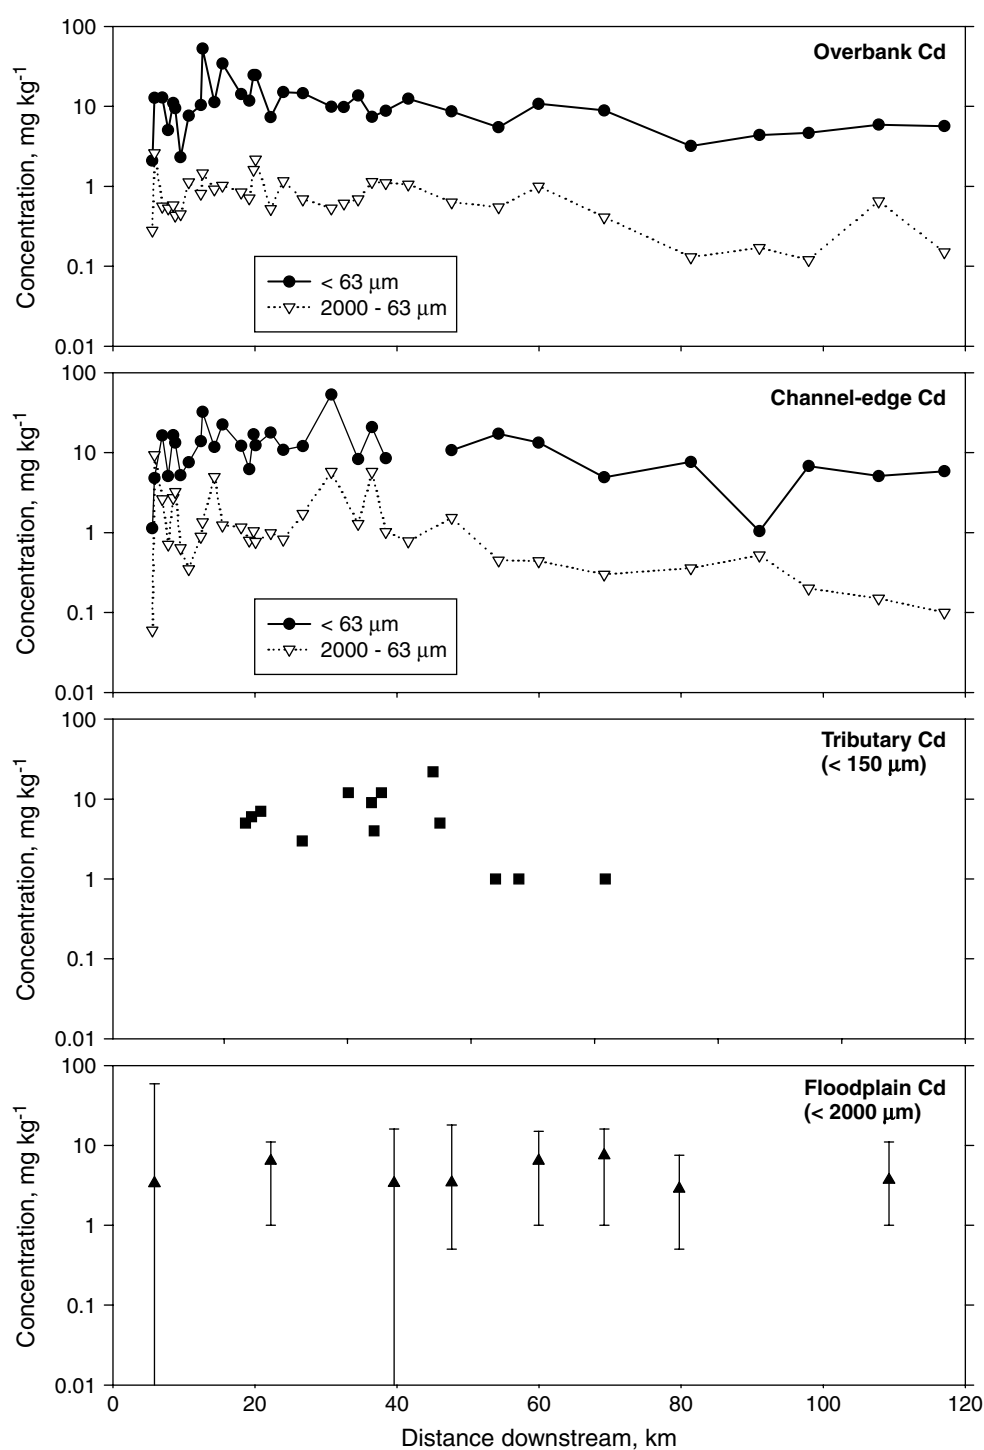 100
10
1
0.1
0.01
Concentration, mg kg-1
Overbank Cd
< 63 μm
2000 - 63 μm
100
10
1
0.1
0.01
Concentration, mg kg-1
Channel-edge Cd
< 63 μm
2000 - 63 μm
100
10
1
0.1
0.01
Concentration, mg kg-1
Tributary Cd
(< 150 μm)
100
10
1
0.1
0.01
Concentration, mg kg-1
Floodplain Cd
(< 2000 μm)
0 20 40 60 80 100 120
Distance downstream, km